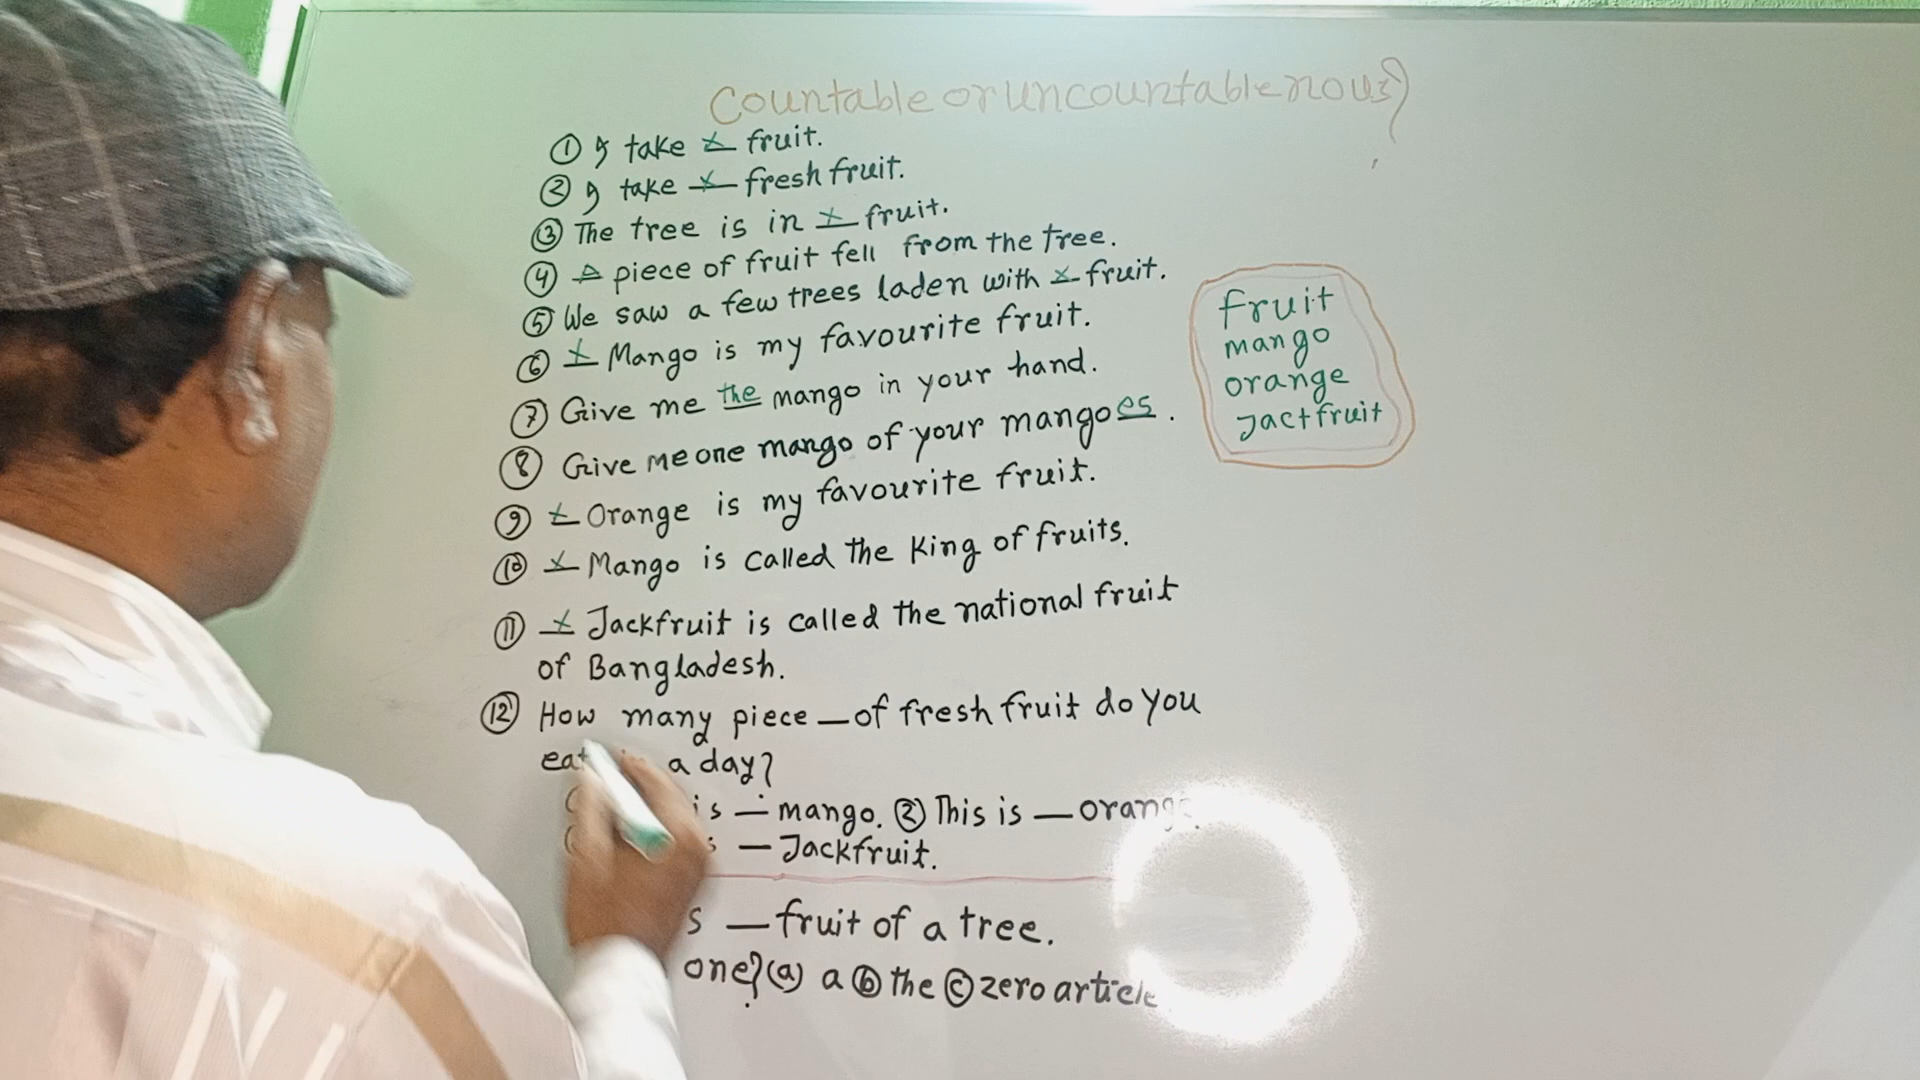 Countable or uncountable nous?
① I take × fruit.
② I take × fresh fruit.
③ The tree is in × fruit.
④ A piece of fruit fell from the tree.
⑤ We saw a few trees laden with × fruit.
⑥ × Mango is my favourite fruit.
⑦ Give me the mango in your hand.
⑧ Give me one mango of your mangoes.
⑨ × Orange is my favourite fruit.
⑩ × Mango is called the King of fruits.
⑪ × Jackfruit is called the national fruit
of Bangladesh.
⑫ How many piece _ of fresh fruit do you
eat a day?
is _ mango. ② This is _ orange.
_ Jackfruit.
_ fruit of a tree.
one? (a) a ⓑ the ⓒ zero article
fruit
mango
orange
Jactfruit